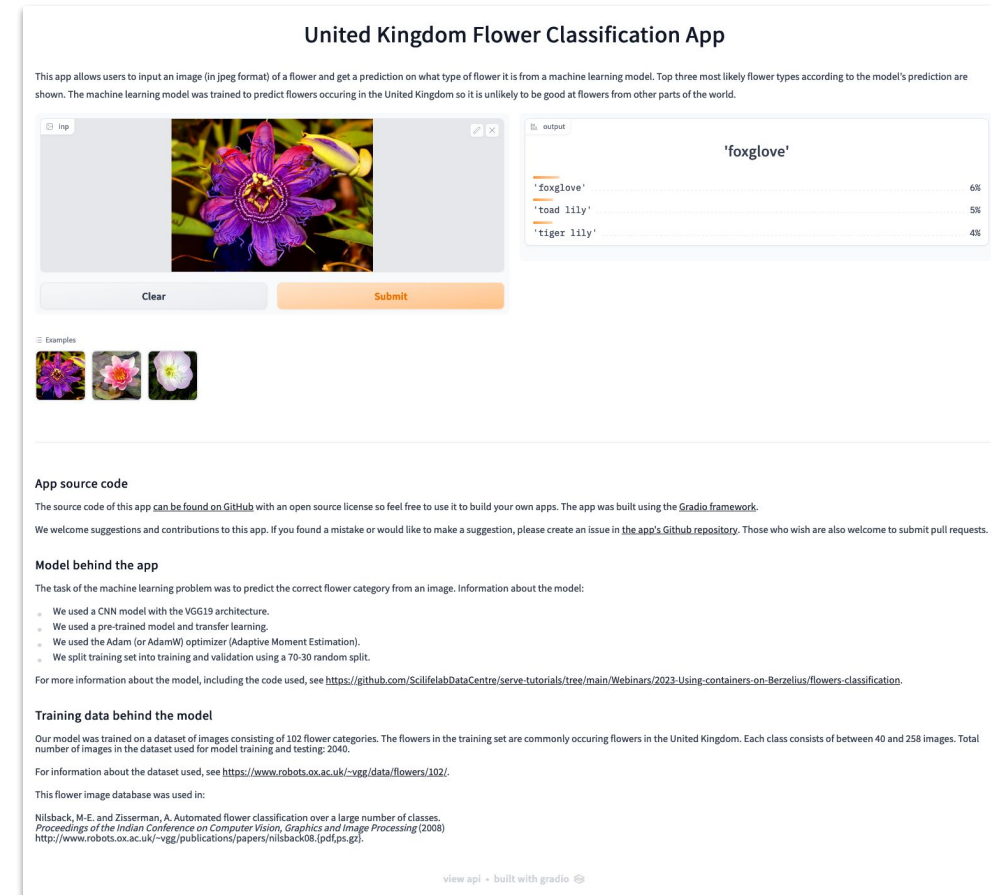 United Kingdom Flower Classification App
This app allows users to input an image (in jpeg format) of a flower and get a prediction on what type of flower it is from a machine learning model. Top three most likely flower types according to the model's prediction are
shown. The machine learning model was trained to predict flowers occuring in the United Kingdom so it is unlikely to be good at flowers from other parts of the world.
inp
output
'foxglove'
'foxglove' 6%
'toad lily' 5%
'tiger lily' 4%
Clear
Submit
Examples
App source code
The source code of this app can be found on GitHub with an open source license so feel free to use it to build your own apps. The app was built using the Gradio framework.
We welcome suggestions and contributions to this app. If you found a mistake or would like to make a suggestion, please create an issue in the app's Github repository. Those who wish are also welcome to submit pull requests.
Model behind the app
The task of the machine learning problem was to predict the correct flower category from an image. Information about the model:
We used a CNN model with the VGG19 architecture.
We used a pre-trained model and transfer learning.
We used the Adam (or AdamW) optimizer (Adaptive Moment Estimation).
We split training set into training and validation using a 70-30 random split.
For more information about the model, including the code used, see https://github.com/ScilifelabDataCentre/serve-tutorials/tree/main/Webinars/2023-Using-containers-on-Berzelius/flowers-classification.
Training data behind the model
Our model was trained on a dataset of images consisting of 102 flower categories. The flowers in the training set are commonly occuring flowers in the United Kingdom. Each class consists of between 40 and 258 images. Total
number of images in the dataset used for model training and testing: 2040.
For information about the dataset used, see https://www.robots.ox.ac.uk/~vgg/data/flowers/102/.
This flower image database was used in:
Nilsback, M-E. and Zisserman, A. Automated flower classification over a large number of classes.
Proceedings of the Indian Conference on Computer Vision, Graphics and Image Processing (2008)
http://www.robots.ox.ac.uk/~vgg/publications/papers/nilsback08.{pdf,ps.gz}.
view api • built with gradio